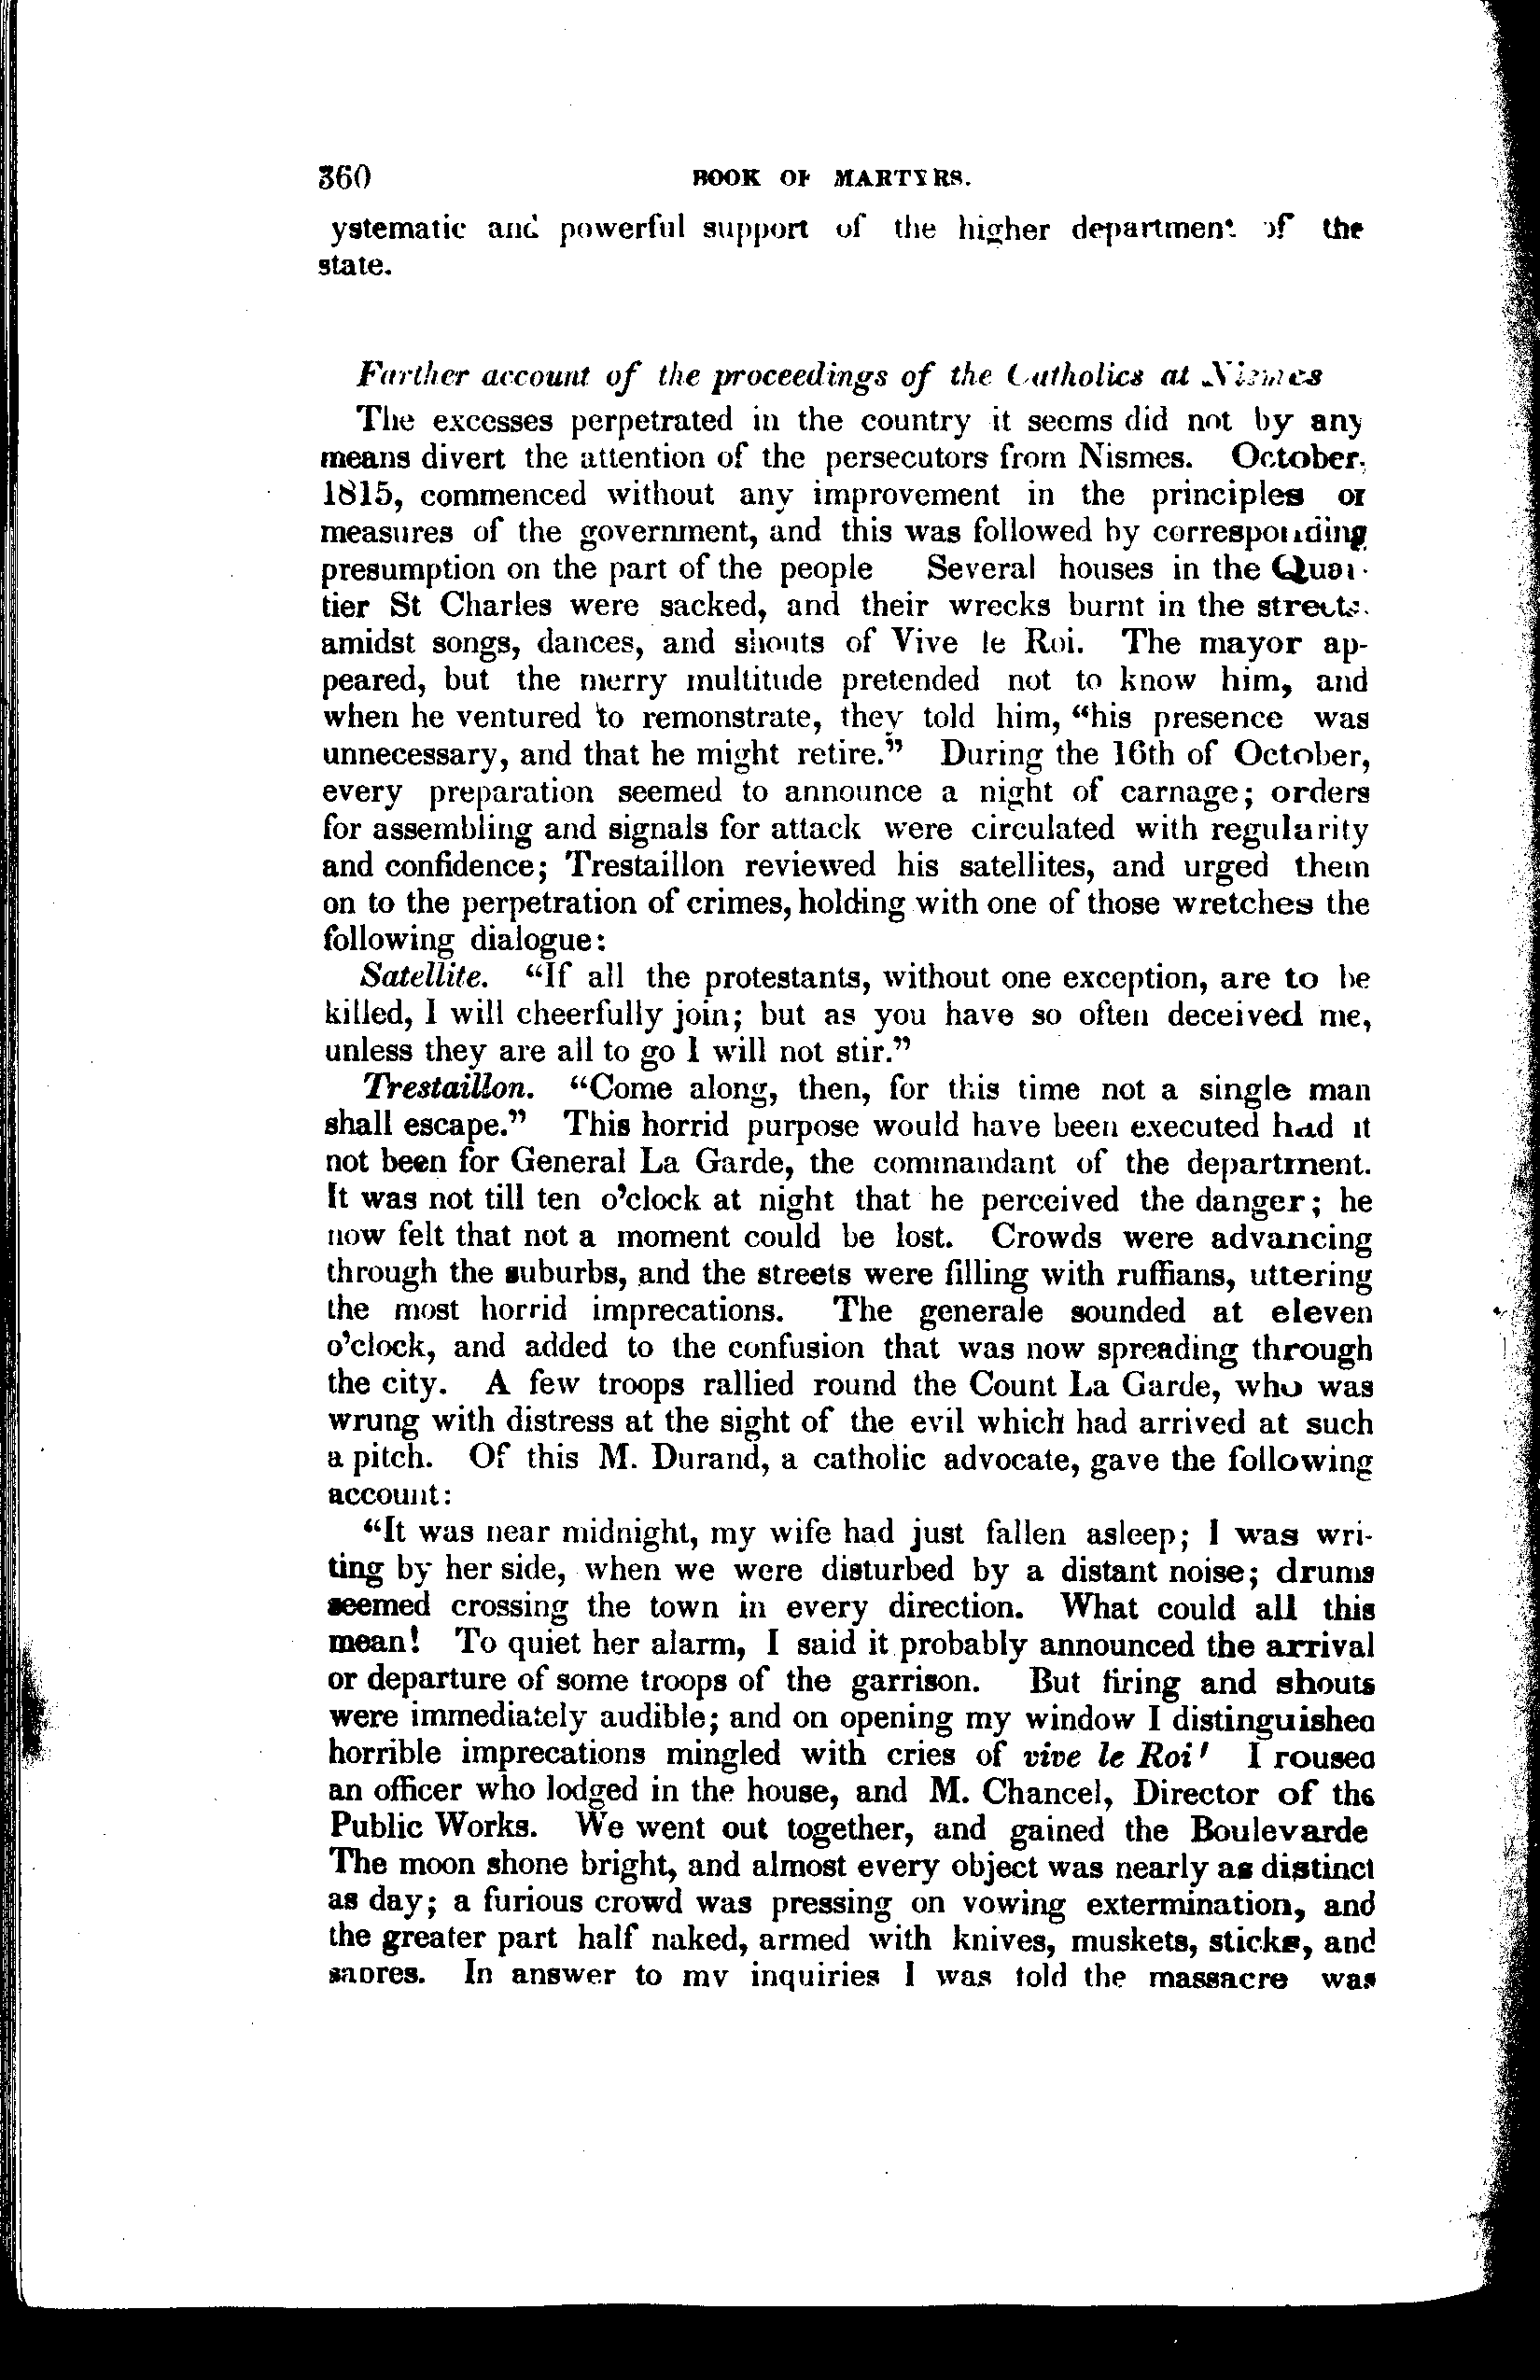 360 BOOK OF MARTYRS.
ystematic and powerful support of the higher department of the
state.
Further account of the proceedings of the Catholics at Nismes
The excesses perpetrated in the country it seems did not by any
means divert the attention of the persecutors from Nismes. October,
1815, commenced without any improvement in the principles or
measures of the government, and this was followed by corresponding
presumption on the part of the people Several houses in the Quar-
tier St Charles were sacked, and their wrecks burnt in the streets.
amidst songs, dances, and shouts of Vive le Roi. The mayor ap-
peared, but the merry multitude pretended not to know him, and
when he ventured to remonstrate, they told him, “his presence was
unnecessary, and that he might retire.” During the 16th of October,
every preparation seemed to announce a night of carnage; orders
for assembling and signals for attack were circulated with regularity
and confidence; Trestaillon reviewed his satellites, and urged them
on to the perpetration of crimes, holding with one of those wretches the
following dialogue:
Satellite. “If all the protestants, without one exception, are to be
killed, I will cheerfully join; but as you have so often deceived me,
unless they are all to go I will not stir.”
Trestaillon. “Come along, then, for this time not a single man
shall escape.” This horrid purpose would have been executed had it
not been for General La Garde, the commandant of the department.
It was not till ten o’clock at night that he perceived the danger; he
now felt that not a moment could be lost. Crowds were advancing
through the suburbs, and the streets were filling with ruffians, uttering
the most horrid imprecations. The generale sounded at eleven
o’clock, and added to the confusion that was now spreading through
the city. A few troops rallied round the Count La Garde, who was
wrung with distress at the sight of the evil which had arrived at such
a pitch. Of this M. Durand, a catholic advocate, gave the following
account:
“It was near midnight, my wife had just fallen asleep; I was wri-
ting by her side, when we were disturbed by a distant noise; drums
seemed crossing the town in every direction. What could all this
mean! To quiet her alarm, I said it probably announced the arrival
or departure of some troops of the garrison. But firing and shouts
were immediately audible; and on opening my window I distinguished
horrible imprecations mingled with cries of vive le Roi! I roused
an officer who lodged in the house, and M. Chancel, Director of the
Public Works. We went out together, and gained the Boulevarde
The moon shone bright, and almost every object was nearly as distinct
as day; a furious crowd was pressing on vowing extermination, and
the greater part half naked, armed with knives, muskets, sticks, and
sabres. In answer to my inquiries I was told the massacre was